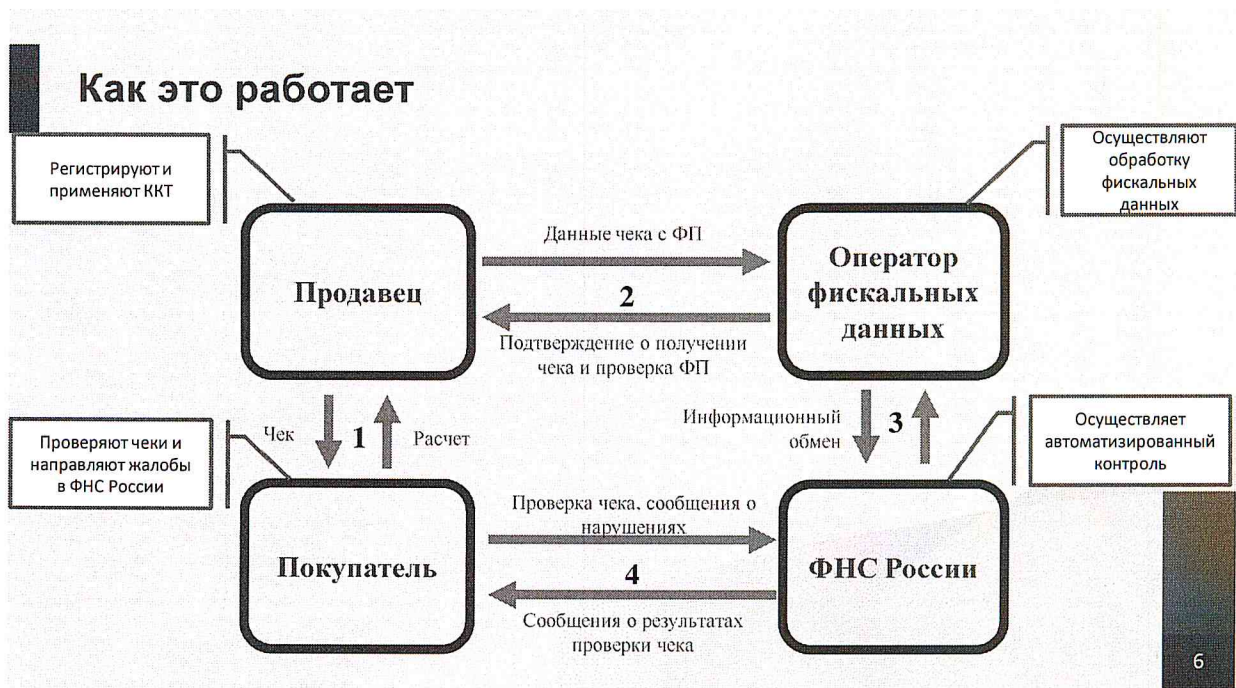 Как это работает
Регистрируют и
применяют ККТ
Осуществляют
обработку
фискальных
данных
Продавец
Данные чека с ФП
2
Подтверждение о получении
чека и проверка ФП
Оператор
фискальных
данных
Чек
1
Расчет
Информационный
обмен
3
Проверяют чеки и
направляют жалобы
в ФНС России
Осуществляет
автоматизированный
контроль
Покупатель
Проверка чека, сообщения о
нарушениях
4
Сообщения о результатах
проверки чека
ФНС России
6